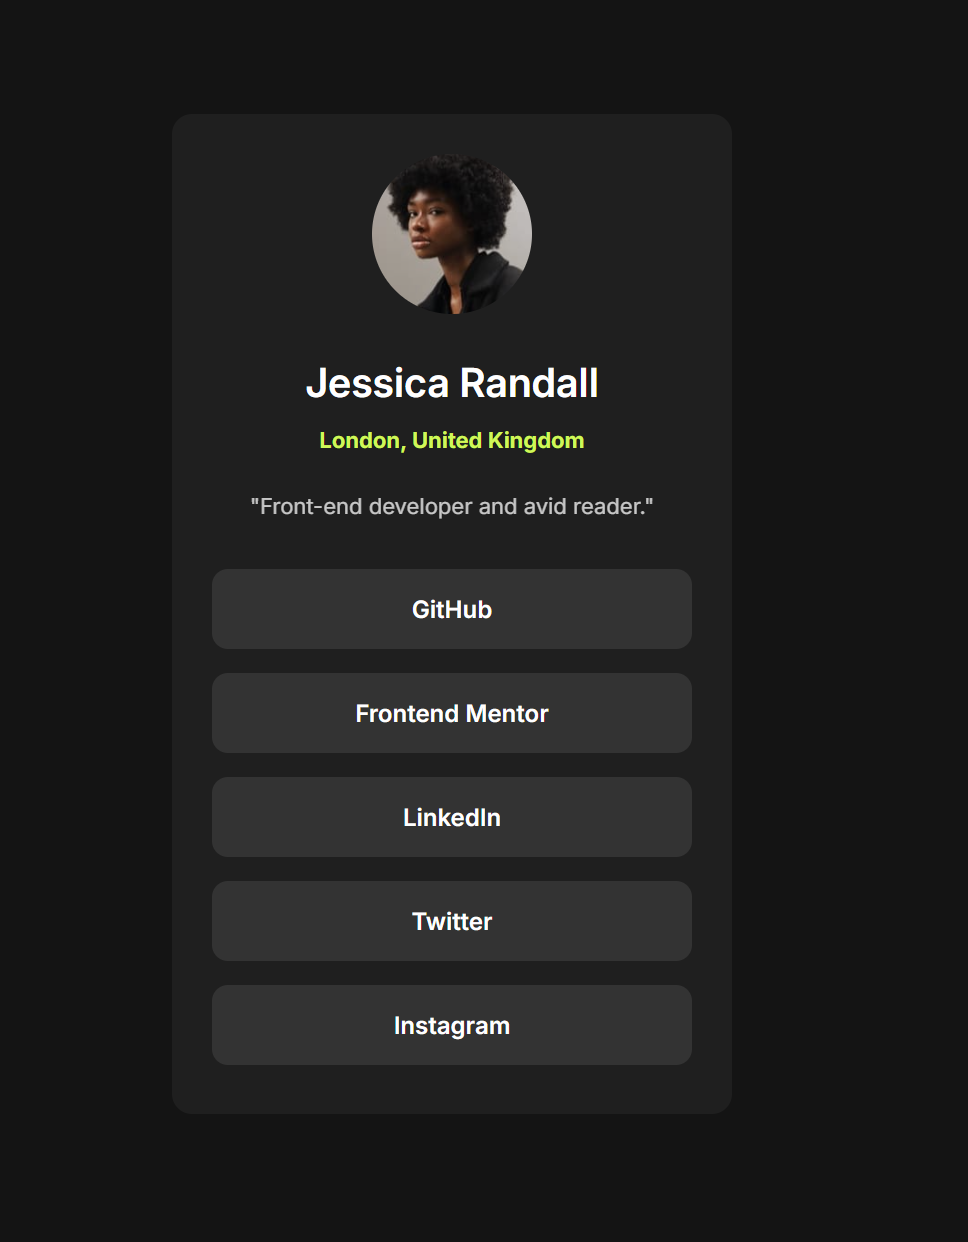 Jessica Randall
London, United Kingdom
"Front-end developer and avid reader."
GitHub
Frontend Mentor
LinkedIn
Twitter
Instagram